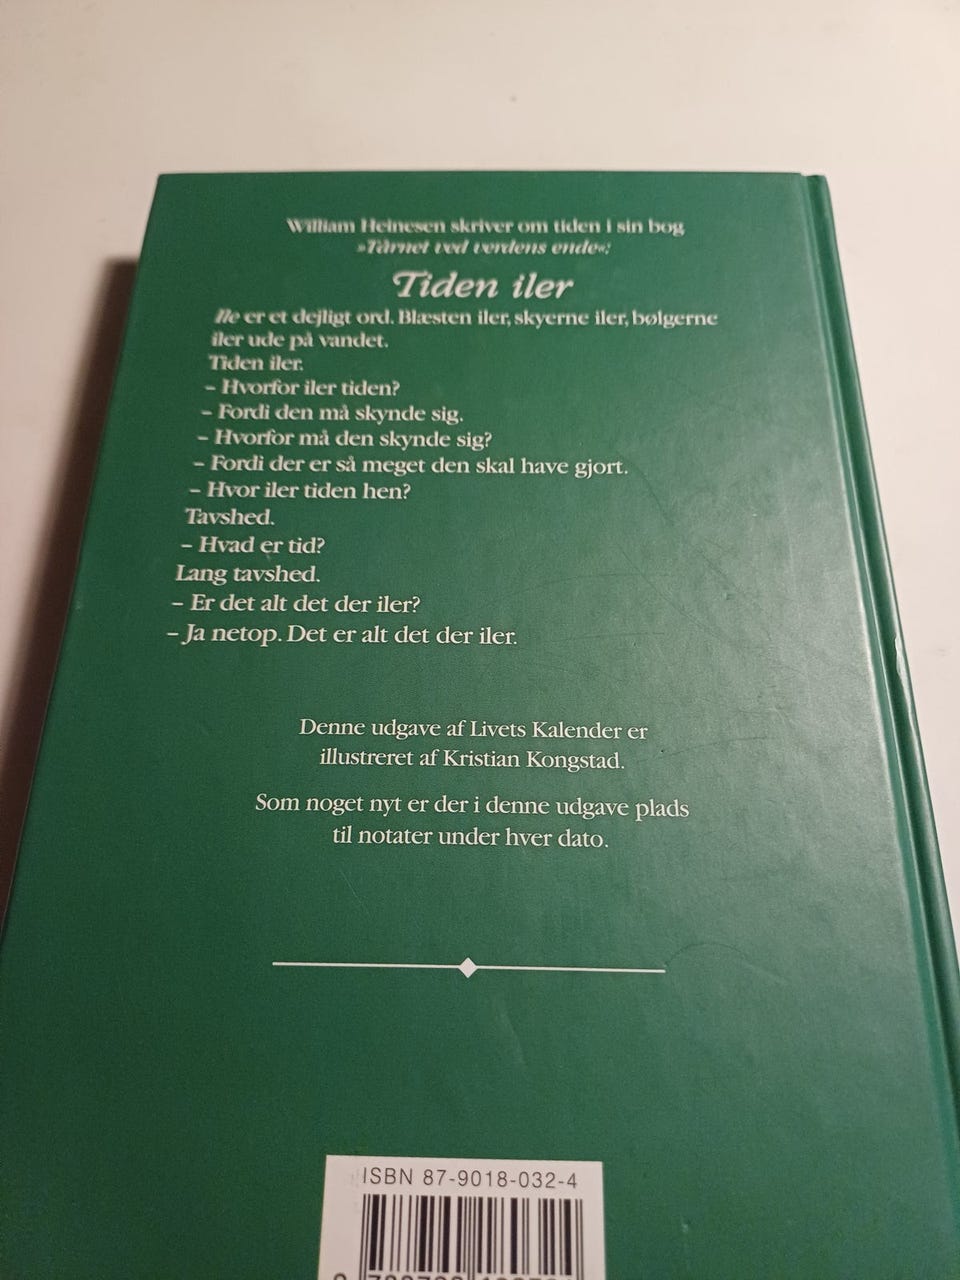 William Heinesen skriver om tiden i sin bog
»Tårnet ved verdens ende«:
Tiden iler
Ile er et dejligt ord. Blæsten iler, skyerne iler, bølgerne
iler ude på vandet.
Tiden iler.
– Hvorfor iler tiden?
– Fordi den må skynde sig.
– Hvorfor må den skynde sig?
– Fordi der er så meget den skal have gjort.
– Hvor iler tiden hen?
Tavshed.
– Hvad er tid?
Lang tavshed.
– Er det alt det der iler?
– Ja netop. Det er alt det der iler.
Denne udgave af Livets Kalender er
illustreret af Kristian Kongstad.
Som noget nyt er der i denne udgave plads
til notater under hver dato.
ISBN 87-9018-032-4